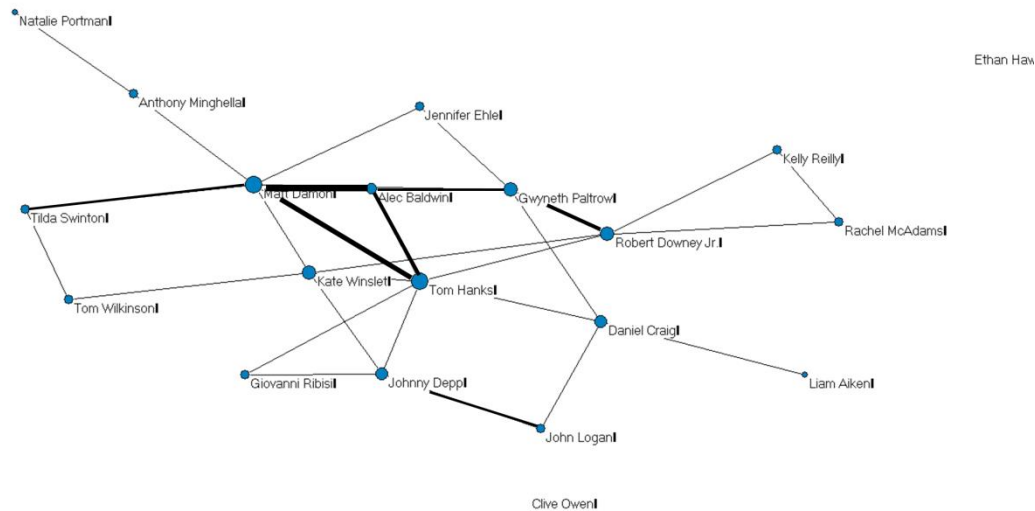 Natalie Portman
Ethan Haw
Anthony Minghella
Jennifer Ehle
Kelly Reilly
Matt Damon
Alec Baldwin
Gwyneth Paltrow
Tilda Swinton
Rachel McAdams
Robert Downey Jr.
Kate Winslet
Tom Hanks
Tom Wilkinson
Daniel Craig
Giovanni Ribisi
Johnny Depp
Liam Aiken
John Logan
Clive Owen